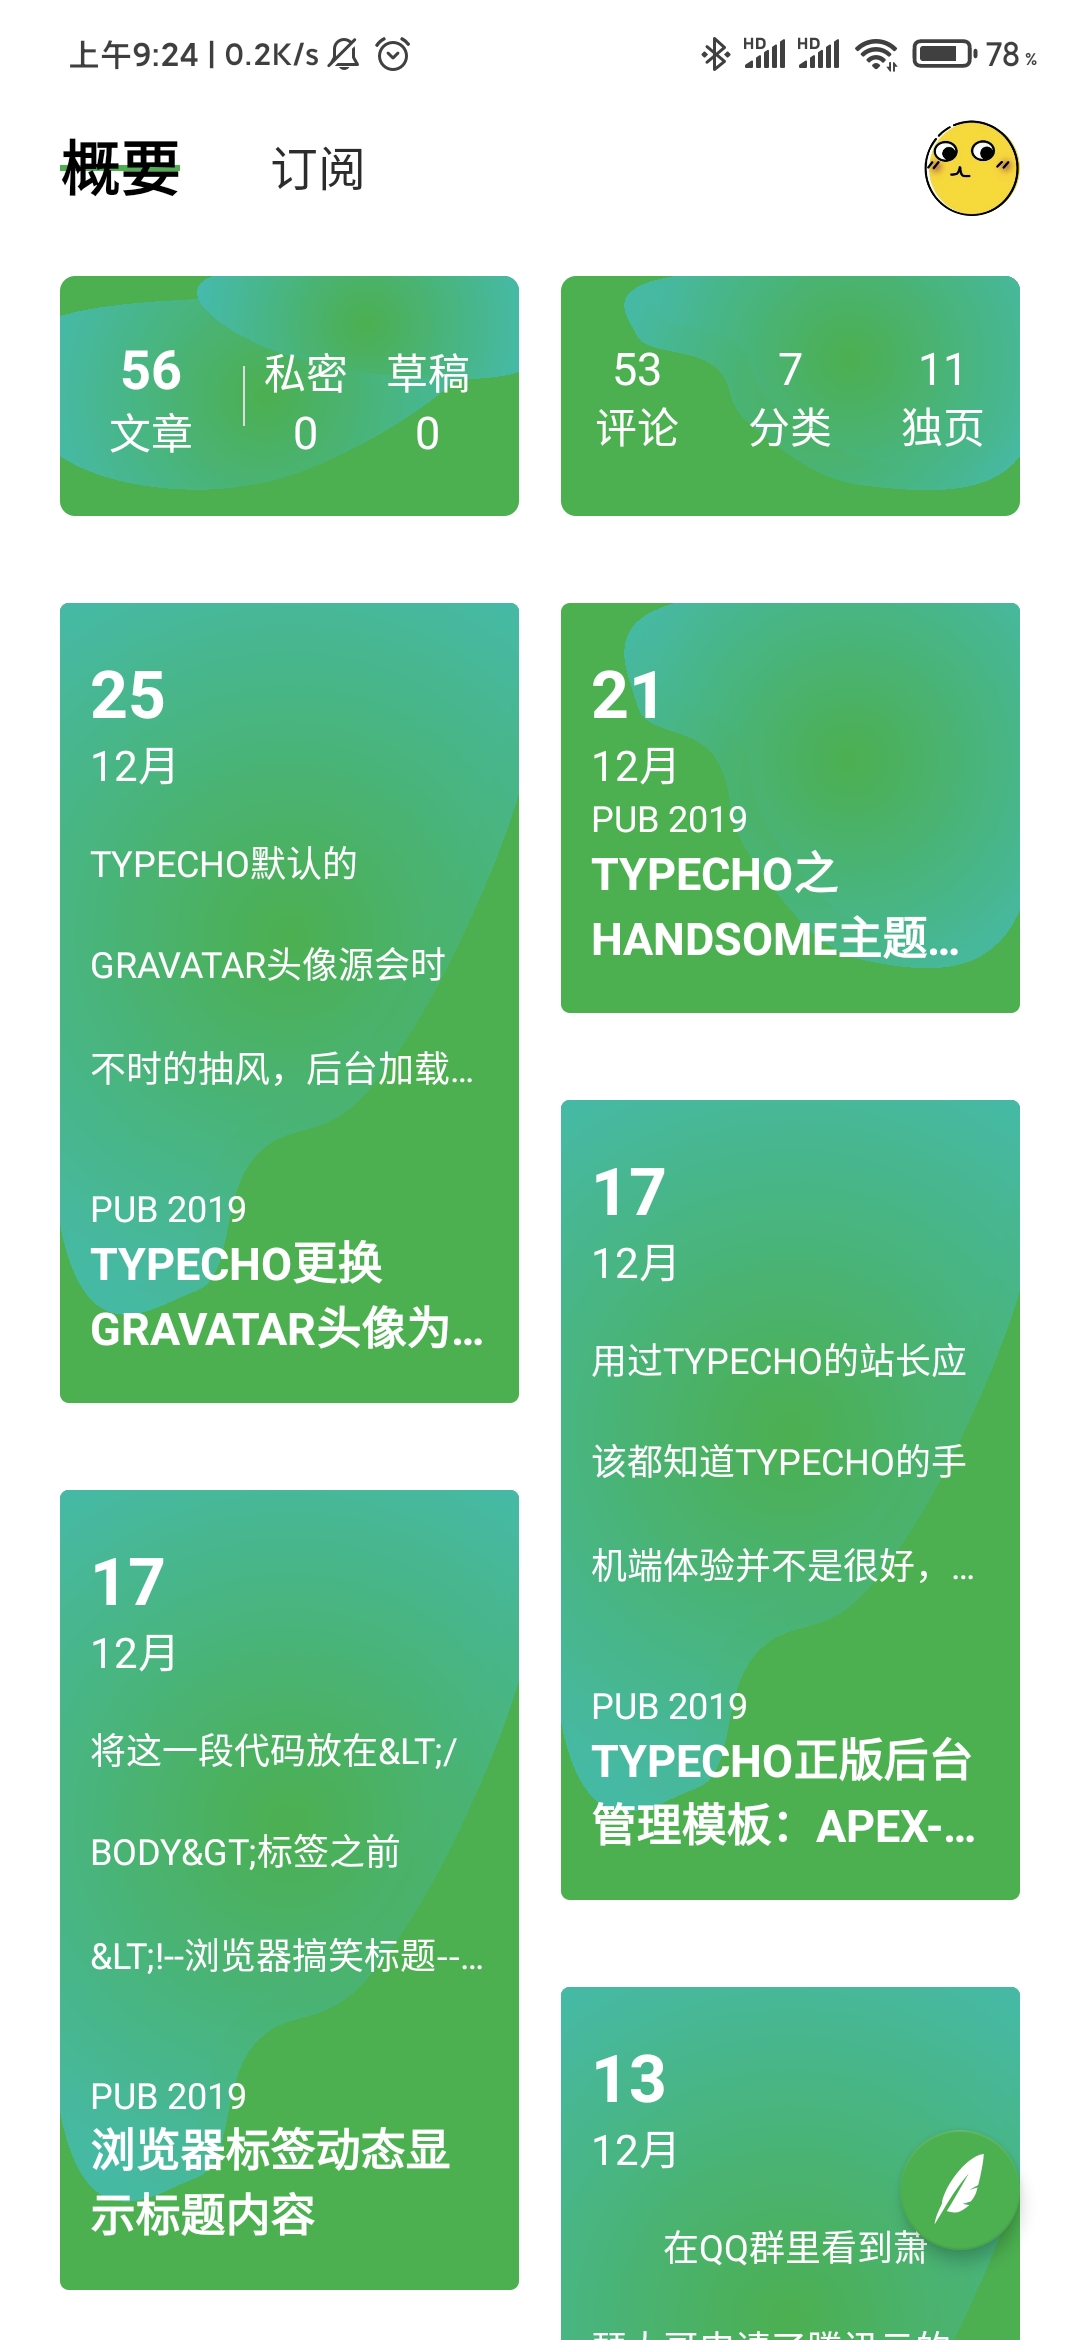 上午9:24 | 0.2K/s
HD HD 78 %
概要 订阅
56
文章
私密 草稿
0 0
53 7 11
评论 分类 独页
25
12月
TYPECHO默认的
GRAVATAR头像源会时
不时的抽风，后台加载...
PUB 2019
TYPECHO更换
GRAVATAR头像为...
21
12月
PUB 2019
TYPECHO之
HANDSOME主题...
17
12月
用过TYPECHO的站长应
该都知道TYPECHO的手
机端体验并不是很好，...
PUB 2019
TYPECHO正版后台
管理模板：APEX-...
17
12月
将这一段代码放在&LT;/
BODY&GT;标签之前
&LT;!--浏览器搞笑标题--...
PUB 2019
浏览器标签动态显
示标题内容
13
12月
在QQ群里看到萧